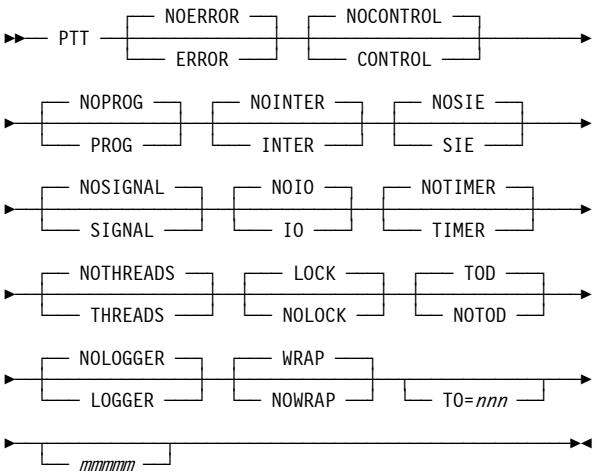 NOERROR NOCONTROL
PTT
ERROR CONTROL
NOPROG NOINTER NOSIE
PROG INTER SIE
NOSIGNAL NOIO NOTIMER
SIGNAL IO TIMER
NOTHREADS LOCK TOD
THREADS NOLOCK NOTOD
NOLOGGER WRAP
LOGGER NOWRAP TO=nnn
mmmmm